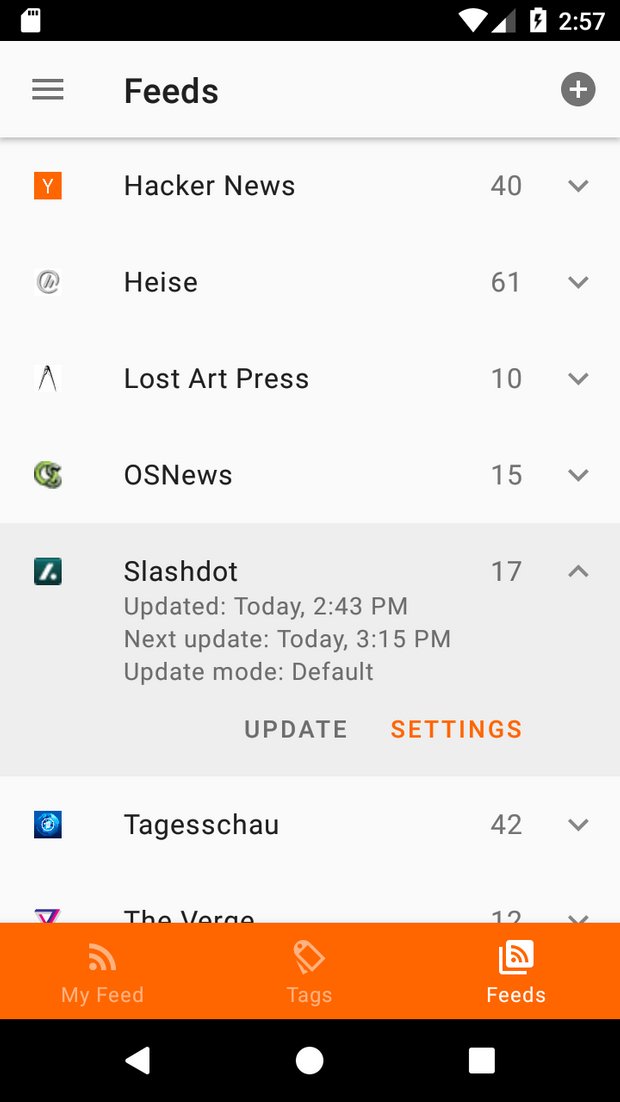 2:57
Feeds
Y Hacker News 40
Heise 61
Lost Art Press 10
OSNews 15
Slashdot 17
Updated: Today, 2:43 PM
Next update: Today, 3:15 PM
Update mode: Default
UPDATE SETTINGS
Tagesschau 42
The Verge 12
My Feed Tags Feeds